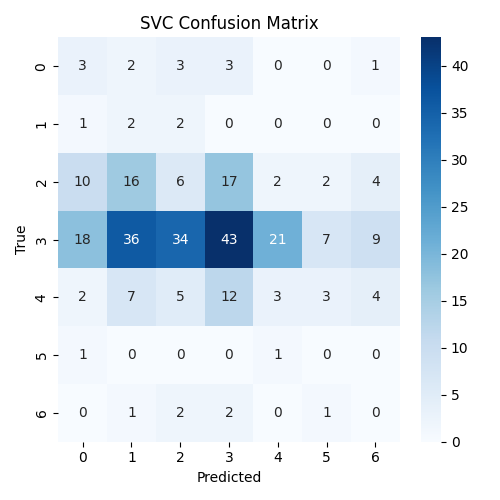 SVC Confusion Matrix
0 3 2 3 3 0 0 1
1 1 2 2 0 0 0 0
2 10 16 6 17 2 2 4
3 18 36 34 43 21 7 9
4 2 7 5 12 3 3 4
5 1 0 0 0 1 0 0
6 0 1 2 2 0 1 0
0 1 2 3 4 5 6
Predicted
True
40
35
30
25
20
15
10
5
0